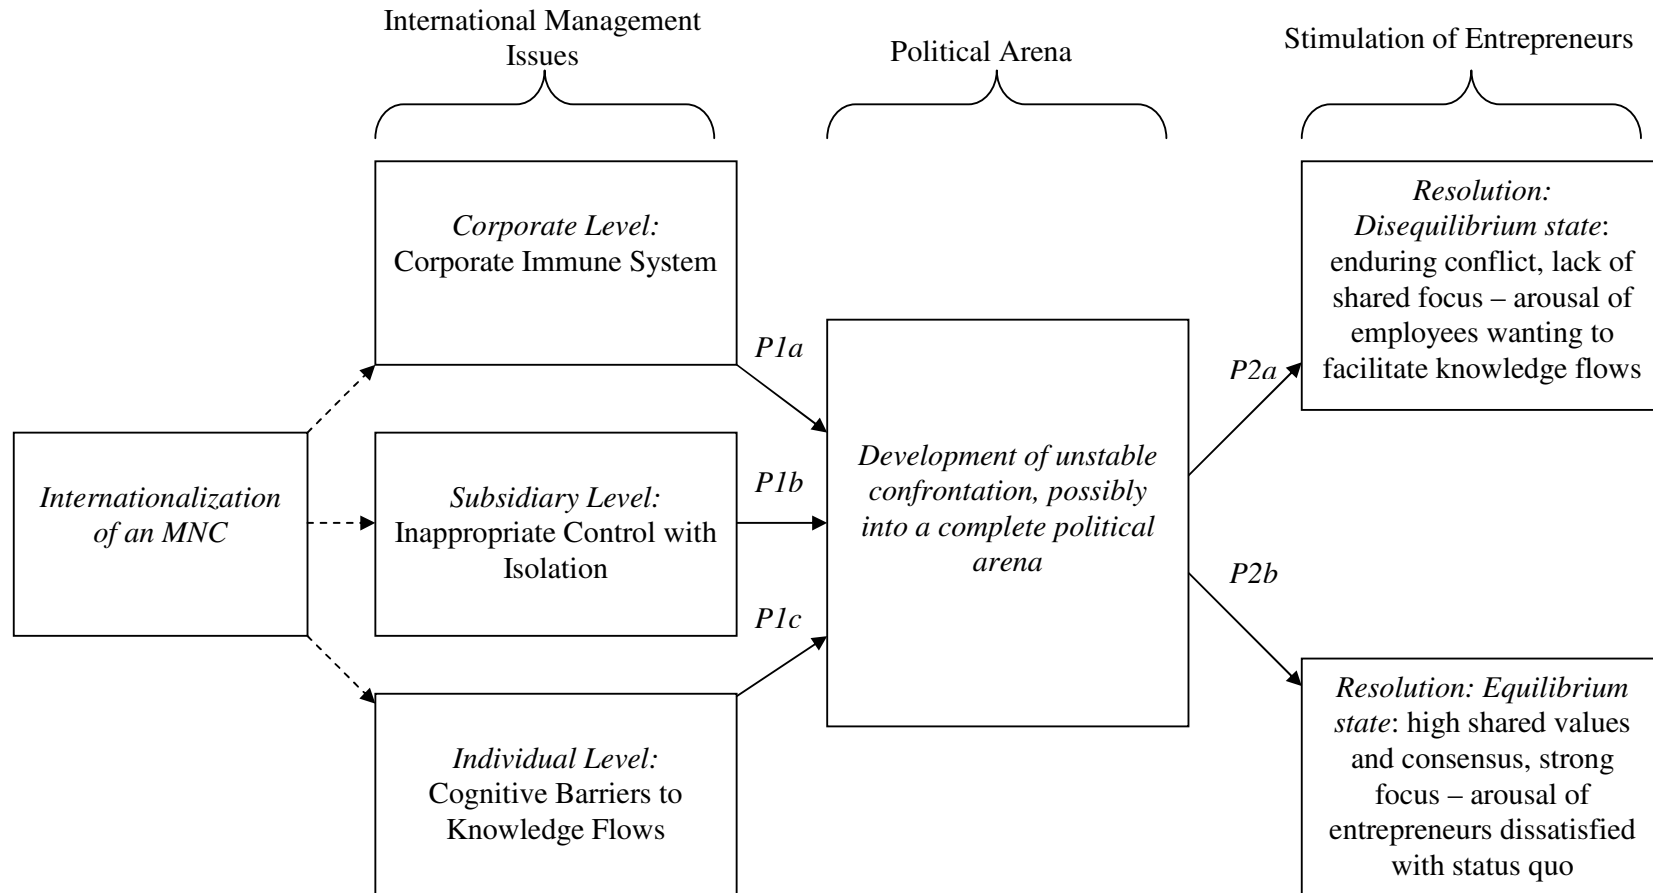 International Management
Issues
Political Arena
Stimulation of Entrepreneurs
Corporate Level:
Corporate Immune System
Resolution:
Disequilibrium state:
enduring conflict, lack of
shared focus – arousal of
employees wanting to
facilitate knowledge flows
P1a
P2a
Internationalization
of an MNC
Subsidiary Level:
Inappropriate Control with
Isolation
P1b
Development of unstable
confrontation, possibly
into a complete political
arena
P1c
P2b
Individual Level:
Cognitive Barriers to
Knowledge Flows
Resolution: Equilibrium
state: high shared values
and consensus, strong
focus – arousal of
entrepreneurs dissatisfied
with status quo